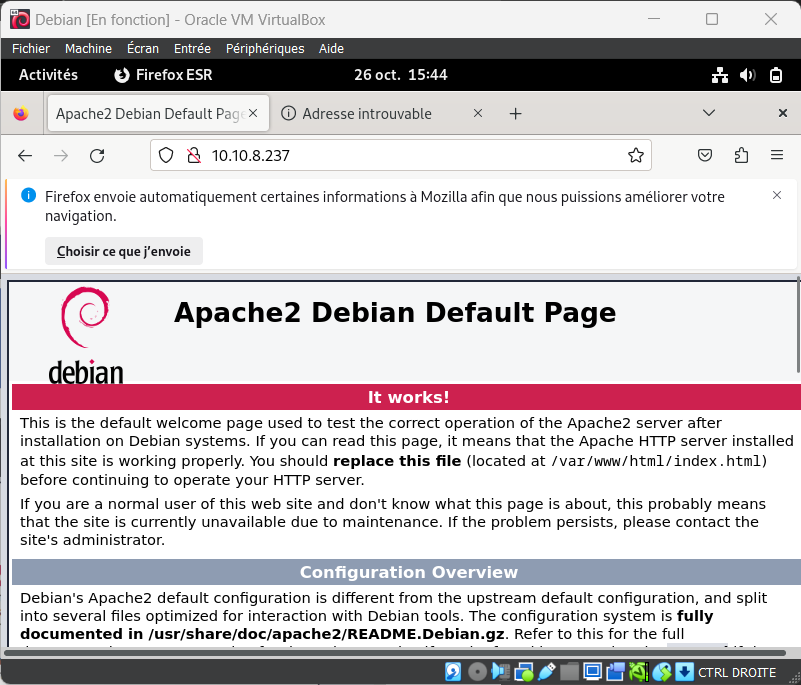 Debian [En fonction] - Oracle VM VirtualBox
Fichier Machine Écran Entrée Périphériques Aide
Activités Firefox ESR 26 oct. 15:44
Apache2 Debian Default Page Adresse introuvable
10.10.8.237
Firefox envoie automatiquement certaines informations à Mozilla afin que nous puissions améliorer votre
navigation.
Choisir ce que j’envoie
debian
Apache2 Debian Default Page
It works!
This is the default welcome page used to test the correct operation of the Apache2 server after
installation on Debian systems. If you can read this page, it means that the Apache HTTP server installed
at this site is working properly. You should replace this file (located at /var/www/html/index.html)
before continuing to operate your HTTP server.
If you are a normal user of this web site and don't know what this page is about, this probably means
that the site is currently unavailable due to maintenance. If the problem persists, please contact the
site's administrator.
Configuration Overview
Debian's Apache2 default configuration is different from the upstream default configuration, and split
into several files optimized for interaction with Debian tools. The configuration system is fully
documented in /usr/share/doc/apache2/README.Debian.gz. Refer to this for the full
CTRL DROITE